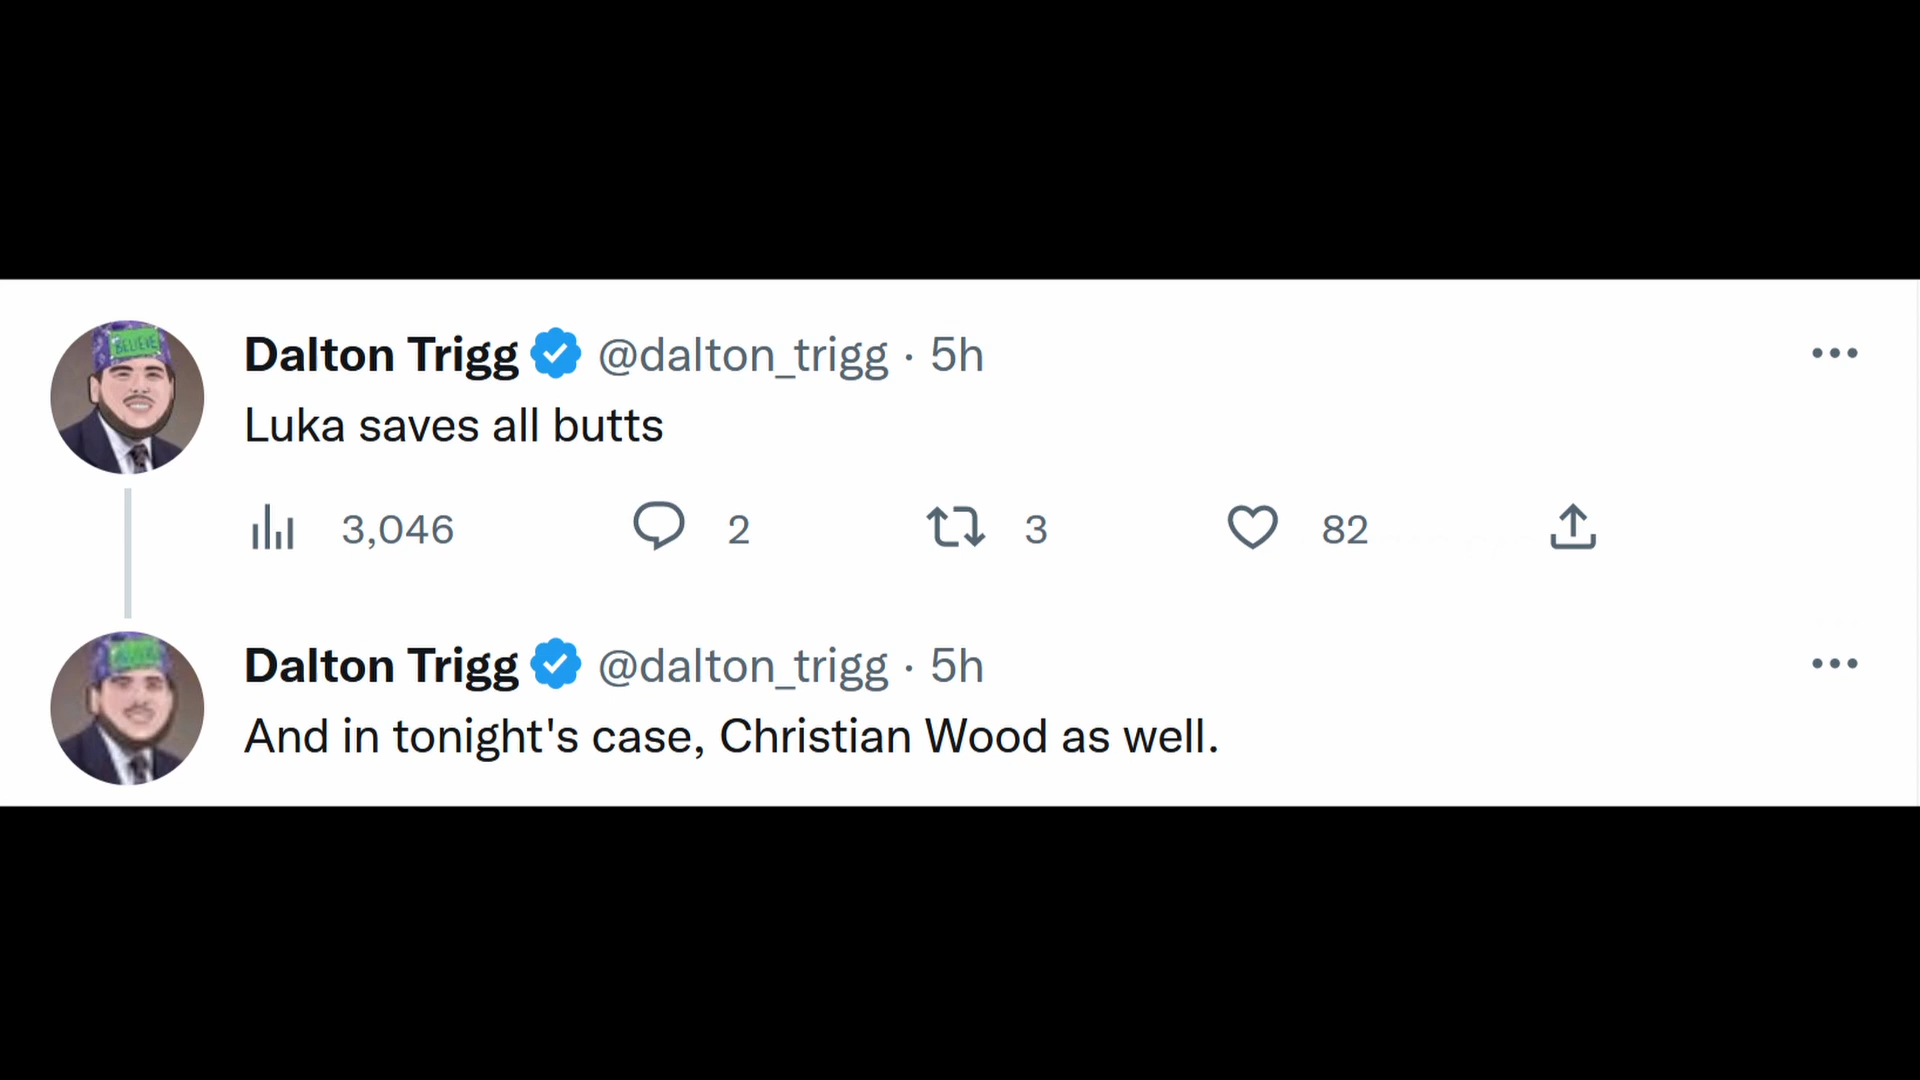 BELIEVE
Dalton Trigg @dalton_trigg · 5h
Luka saves all butts
3,046 2 3 82
Dalton Trigg @dalton_trigg · 5h
And in tonight's case, Christian Wood as well.